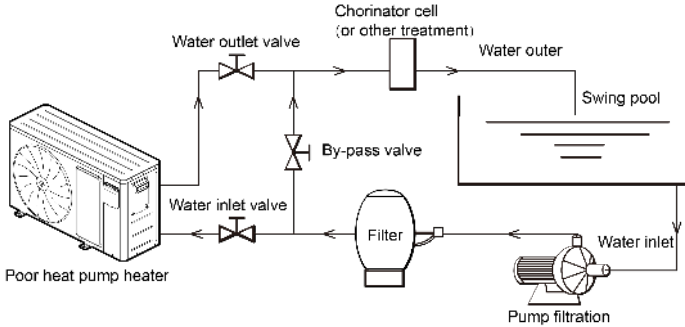 Chorinator cell
(or other treatment)
Water outlet valve
Water outer
Swing pool
By-pass valve
Water inlet valve
Filter
Water inlet
Poor heat pump heater
Pump filtration